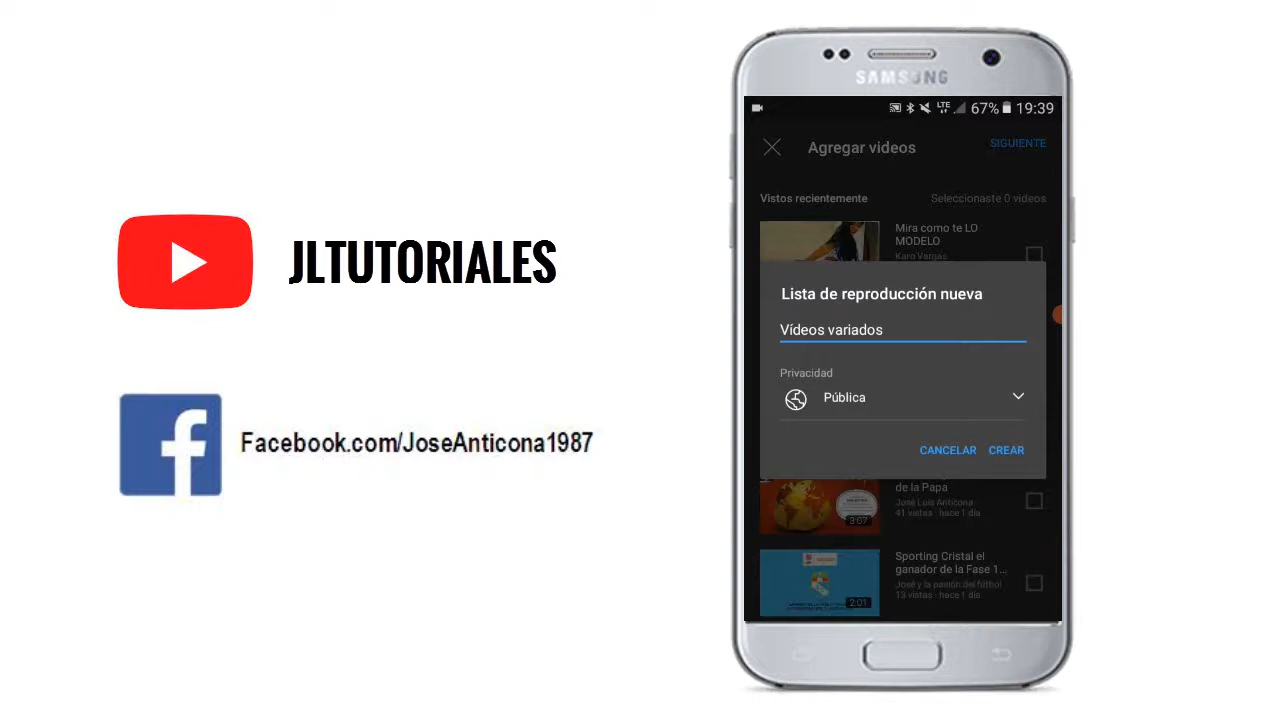 JLTUTORIALES
Facebook.com/JoseAnticona1987
SAMSUNG
LTE 67% 19:39
Agregar videos
SIGUIENTE
Vistos recientemente
Seleccionaste 0 videos
Mira como te LO
MODELO
Karo Vargas
Lista de reproducción nueva
Vídeos variados
Privacidad
Pública
CANCELAR CREAR
de la Papa
José Luis Anticona
41 vistas · hace 1 día
3:07
Sporting Cristal el
ganador de la Fase 1...
José y la pasión del fútbol
13 vistas · hace 1 día
2:01